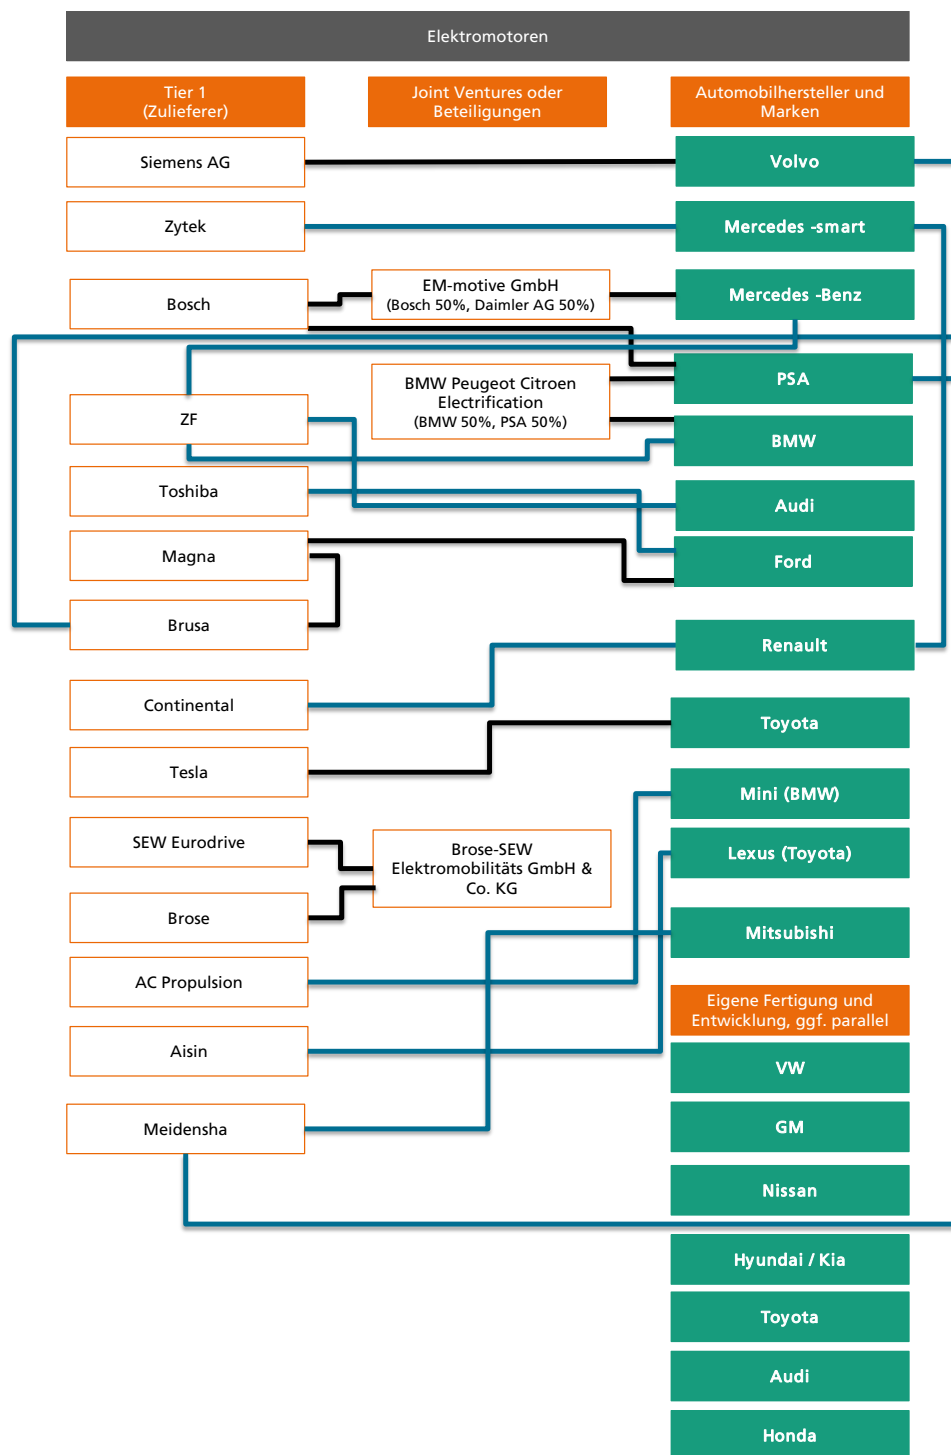 Elektromotoren
Tier 1
(Zulieferer)
Joint Ventures oder
Beteiligungen
Automobilhersteller und
Marken
Siemens AG
Volvo
Zytek
Mercedes -smart
Bosch
EM-motive GmbH
(Bosch 50%, Daimler AG 50%)
Mercedes -Benz
BMW Peugeot Citroen
Electrification
(BMW 50%, PSA 50%)
PSA
ZF
BMW
Toshiba
Audi
Magna
Ford
Brusa
Renault
Continental
Toyota
Tesla
Mini (BMW)
SEW Eurodrive
Brose-SEW
Elektromobilitäts GmbH &
Co. KG
Lexus (Toyota)
Brose
Mitsubishi
AC Propulsion
Eigene Fertigung und
Entwicklung, ggf. parallel
Aisin
VW
Meidensha
GM
Nissan
Hyundai / Kia
Toyota
Audi
Honda